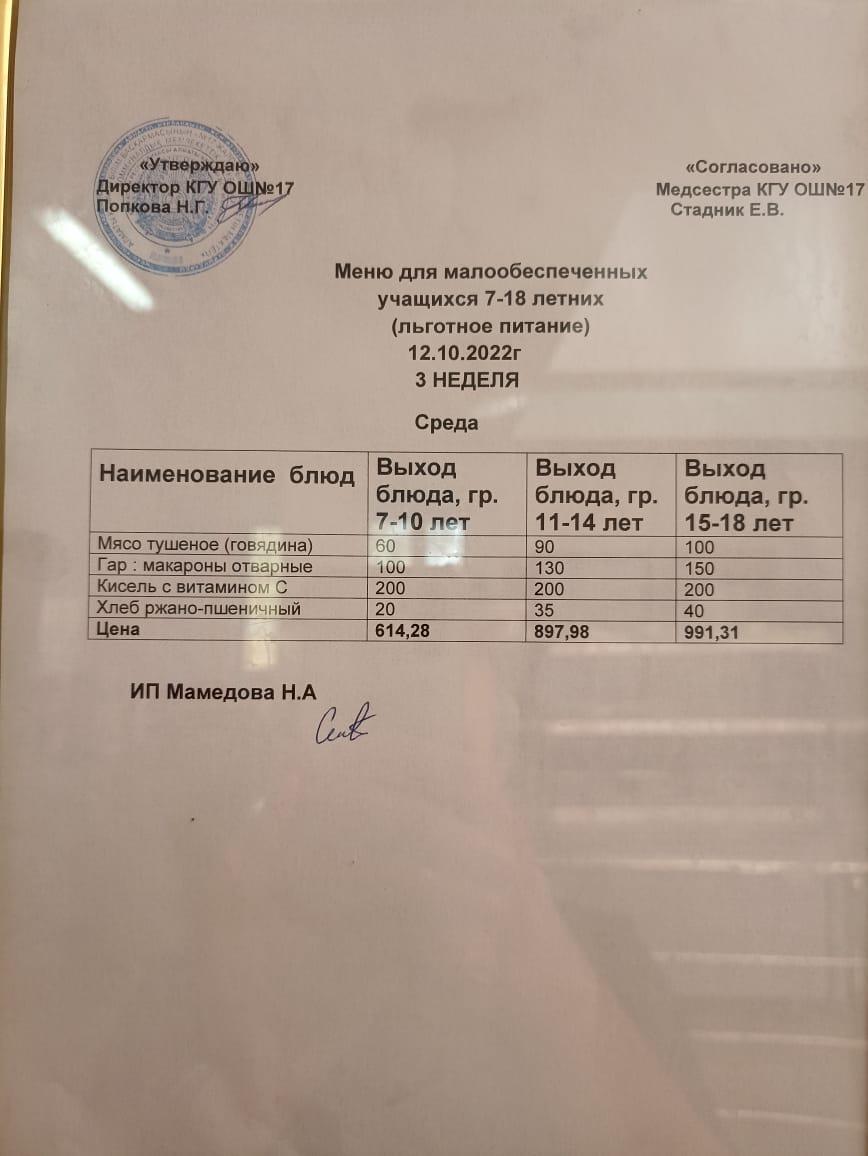 «Утверждаю»
Директор КГУ ОШ№17
Попкова Н.Г.
«Согласовано»
Медсестра КГУ ОШ№17
Стадник Е.В.
Меню для малообеспеченных
учащихся 7-18 летних
(льготное питание)
12.10.2022г
3 НЕДЕЛЯ
Среда
Наименование блюд Выход блюда, гр. 7-10 лет Выход блюда, гр. 11-14 лет Выход блюда, гр. 15-18 лет
Мясо тушеное (говядина) 60 90 100
Гар : макароны отварные 100 130 150
Кисель с витамином С 200 200 200
Хлеб ржано-пшеничный 20 35 40
Цена 614,28 897,98 991,31
ИП Мамедова Н.А